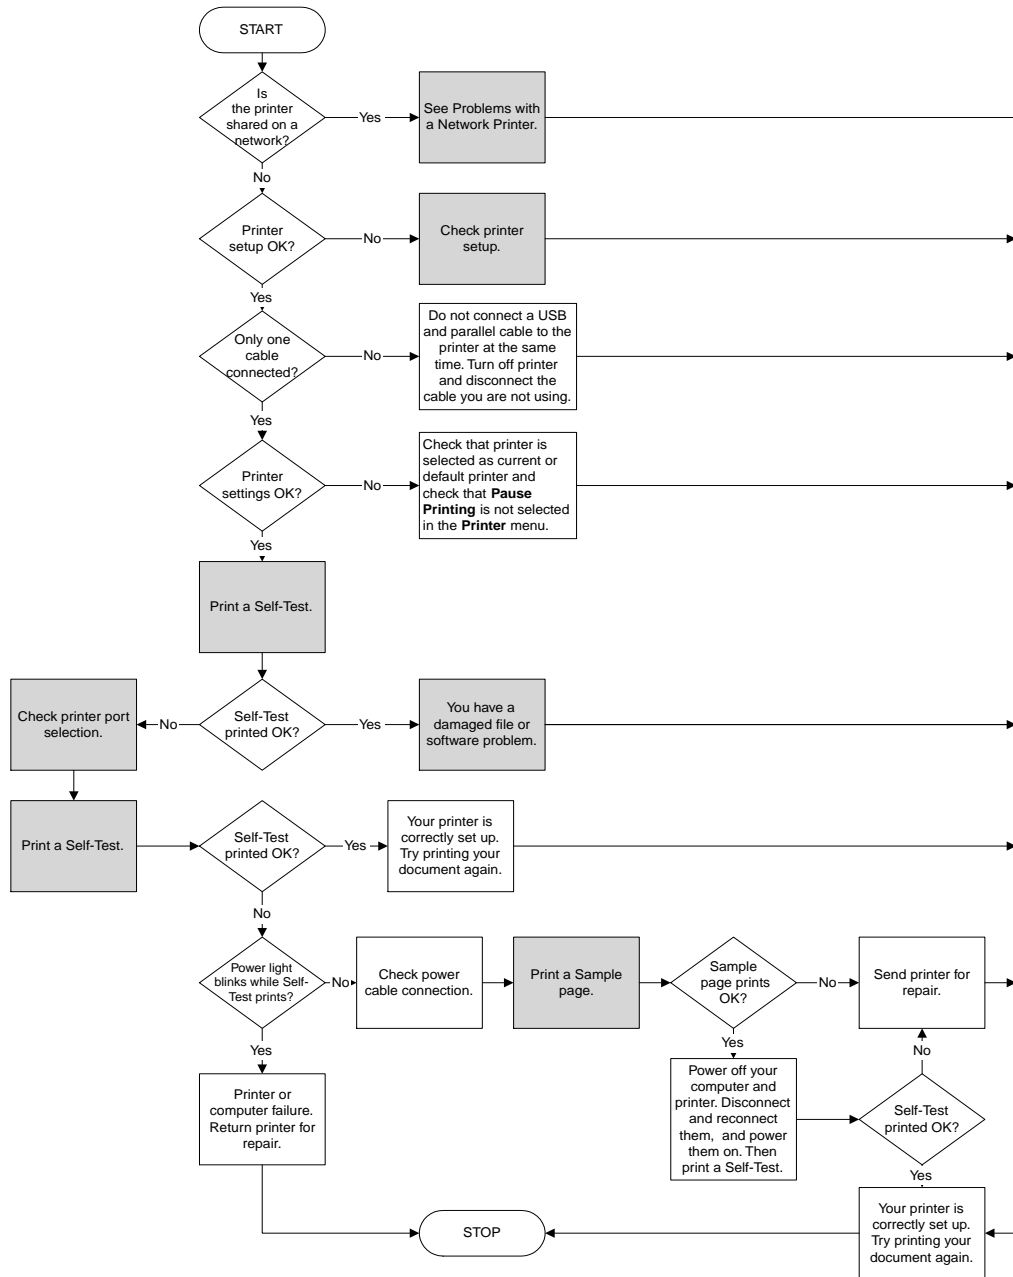 START
Is
the printer
shared on a
network?
Yes
See Problems with
a Network Printer.
No
Printer
setup OK?
No
Check printer
setup.
Yes
Only one
cable
connected?
No
Do not connect a USB
and parallel cable to the
printer at the same
time. Turn off printer
and disconnect the
cable you are not using.
Yes
Printer
settings OK?
No
Check that printer is
selected as current or
default printer and
check that Pause
Printing is not selected
in the Printer menu.
Yes
Print a Self-Test.
Check printer port
selection.
No
Self-Test
printed OK?
Yes
You have a
damaged file or
software problem.
Print a Self-Test.
Self-Test
printed OK?
Yes
Your printer is
correctly set up.
Try printing your
document again.
No
Power light
blinks while Self-
Test prints?
No
Check power
cable connection.
Print a Sample
page.
Sample
page prints
OK?
No
Send printer for
repair.
Yes
Yes
No
Printer or
computer failure.
Return printer for
repair.
Power off your
computer and
printer. Disconnect
and reconnect
them, and power
them on. Then
print a Self-Test.
Self-Test
printed OK?
Yes
STOP
Your printer is
correctly set up.
Try printing your
document again.